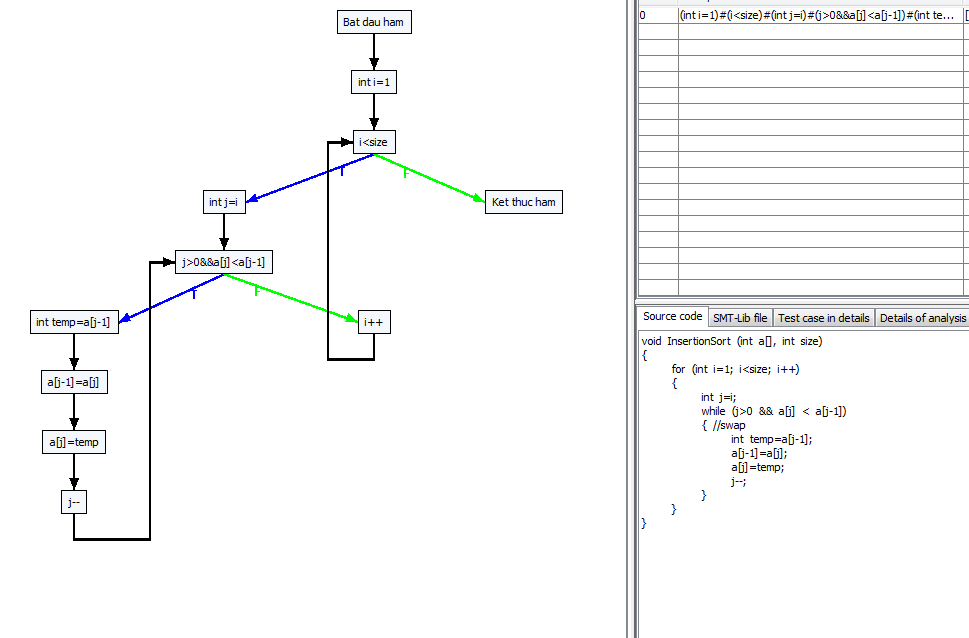 Bat dau ham
int i=1
i<size
T
F
int j=i
Ket thuc ham
j>0&&a[j]<a[j-1]
T
F
int temp=a[j-1]
i++
a[j-1]=a[j]
a[j]=temp
j--
0 (int i=1)#(i<size)#(int j=i)#(j>0&&a[j]<a[j-1])#(int te... [
Source code SMT-Lib file Test case in details Details of analysis
void InsertionSort (int a[], int size)
{
for (int i=1; i<size; i++)
{
int j=i;
while (j>0 && a[j] < a[j-1])
{ //swap
int temp=a[j-1];
a[j-1]=a[j];
a[j]=temp;
j--;
}
}
}